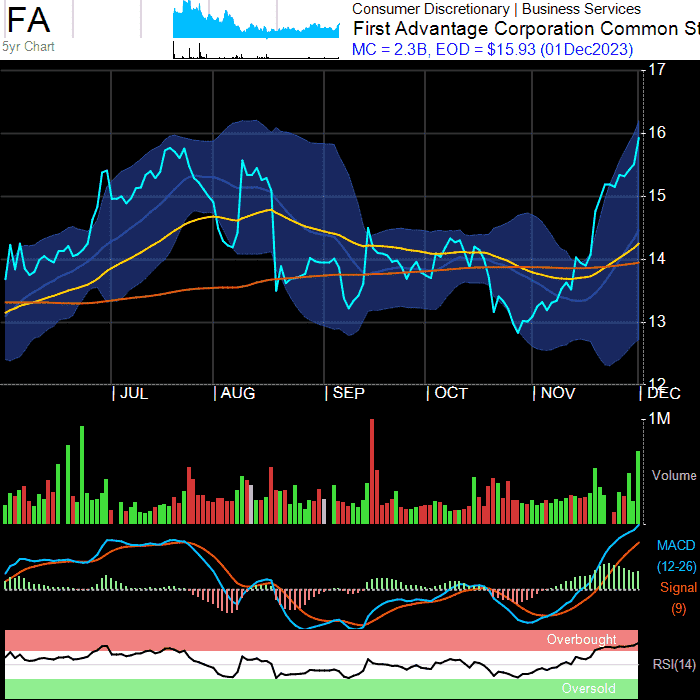 FA
5yr Chart
Consumer Discretionary | Business Services
First Advantage Corporation Common St
MC = 2.3B, EOD = $15.93 (01Dec2023)
17
16
15
14
13
12
JUL AUG SEP OCT NOV DEC
1M
Volume
MACD
(12-26)
Signal
(9)
Overbought
RSI(14)
Oversold